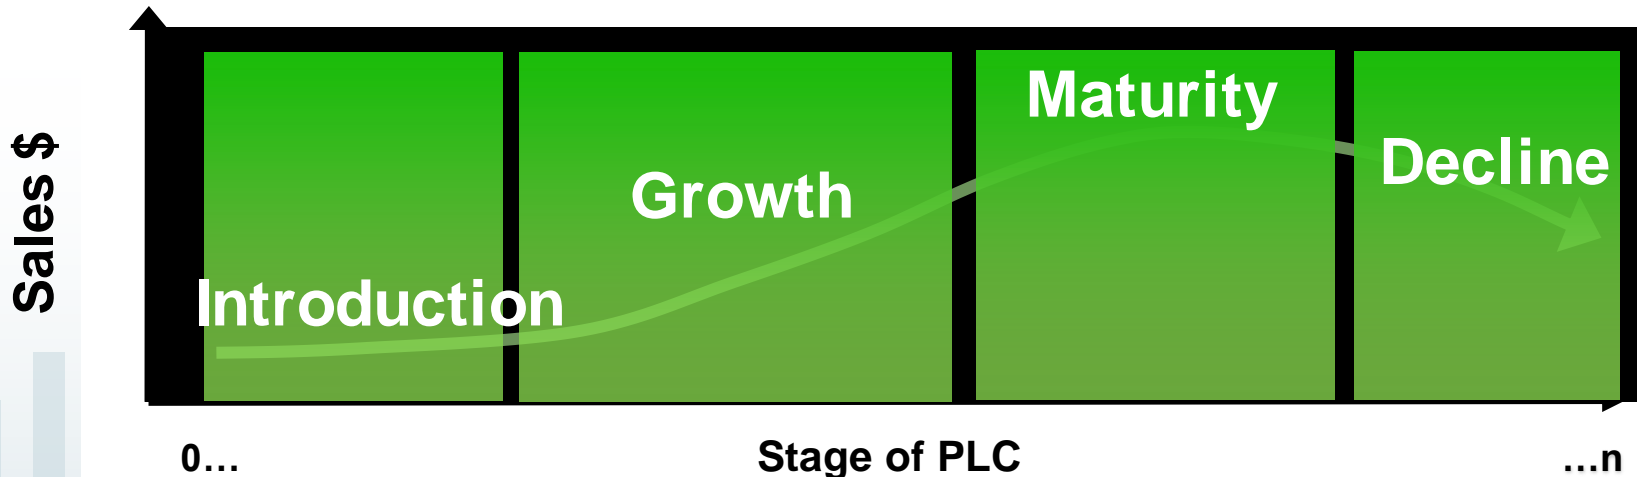 Maturity
Decline
Growth
Introduction
Sales $
0…
Stage of PLC
…n